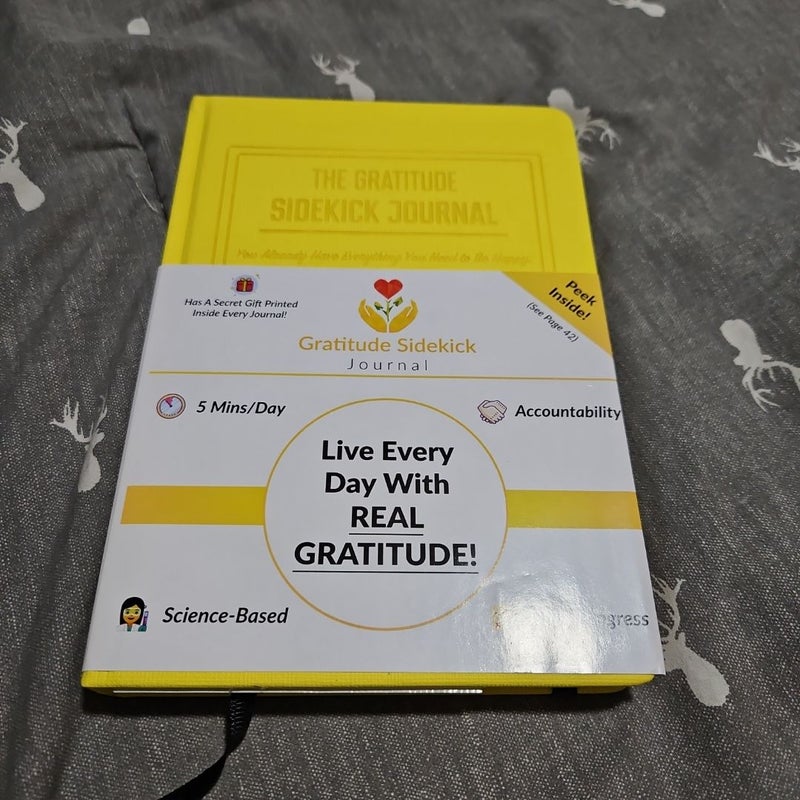 THE GRATITUDE
SIDEKICK JOURNAL
You Already Have Everything You Need to Be Happy.
Has A Secret Gift Printed
Inside Every Journal!
Peek
Inside!
(See Page 42)
Gratitude Sidekick
Journal
5 Mins/Day
Accountability
Live Every
Day With
REAL
GRATITUDE!
Science-Based